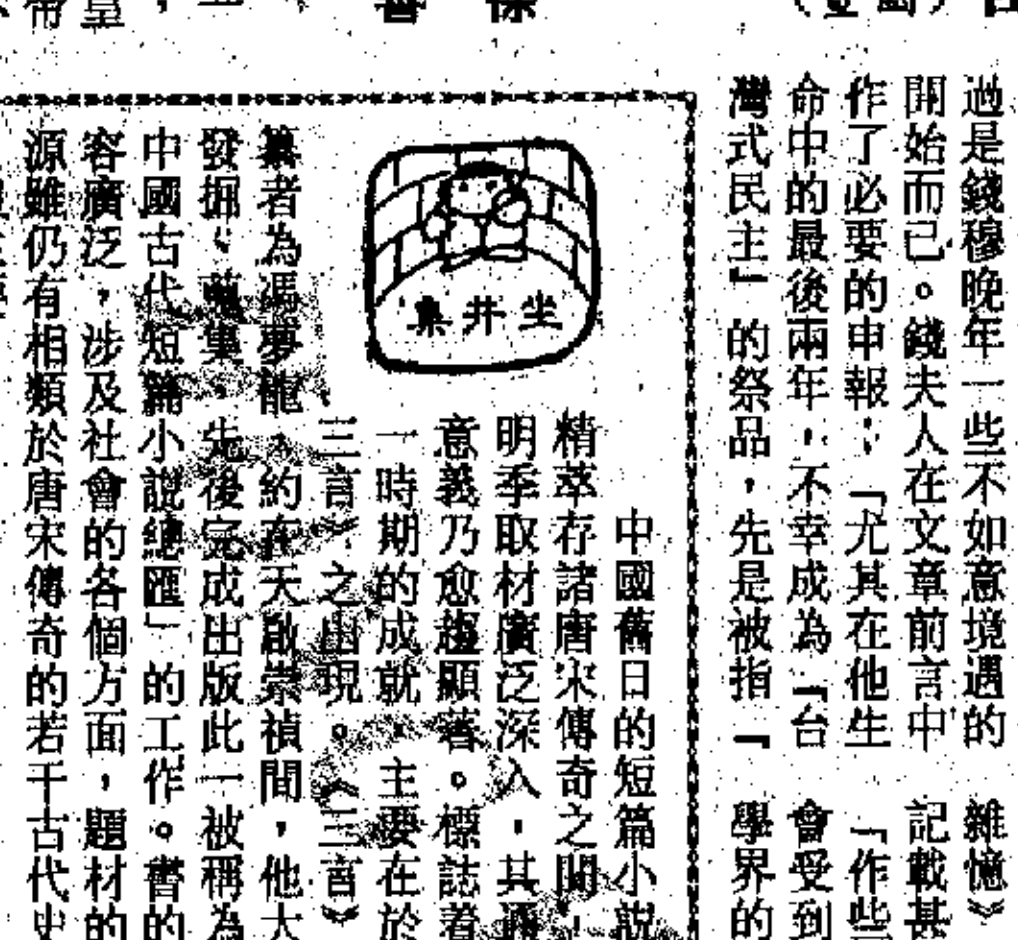 過是錢穆晚年一些不如意境遇的
開始而已。錢夫人在文章前言中
作了必要的申報：「尤其在他生
命中的最後兩年，不幸成為「台
灣式民主」的祭品，先是被指「
雜憶》
記載甚
「作些
會受到
學界的
坐井集
中國舊日的短篇小説
精萃存諸唐宋傳奇之間，
明季取材廣泛深入，其
意義乃愈趨顯著。標誌着
一時期的成就，主要在於
三言》之出現。《三言》
纂者為馮夢龍，約在天啟崇禎間，他大
發掘、蒐集，先後完成出版此一被稱為
中國古代短篇小說總匯」的工作。書的
容廣泛，涉及社會的各個方面，題材的
源雖仍有相類於唐宋傳奇的若干古代史